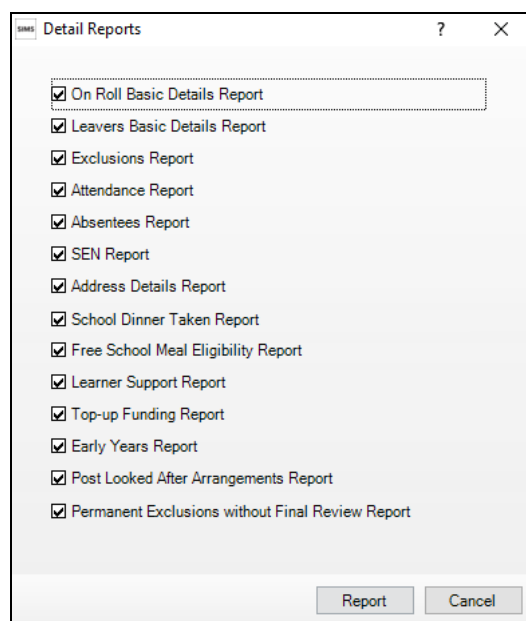 SIMS Detail Reports ?
On Roll Basic Details Report
Leavers Basic Details Report
Exclusions Report
Attendance Report
Absentees Report
SEN Report
Address Details Report
School Dinner Taken Report
Free School Meal Eligibility Report
Learner Support Report
Top-up Funding Report
Early Years Report
Post Looked After Arrangements Report
Permanent Exclusions without Final Review Report
Report Cancel